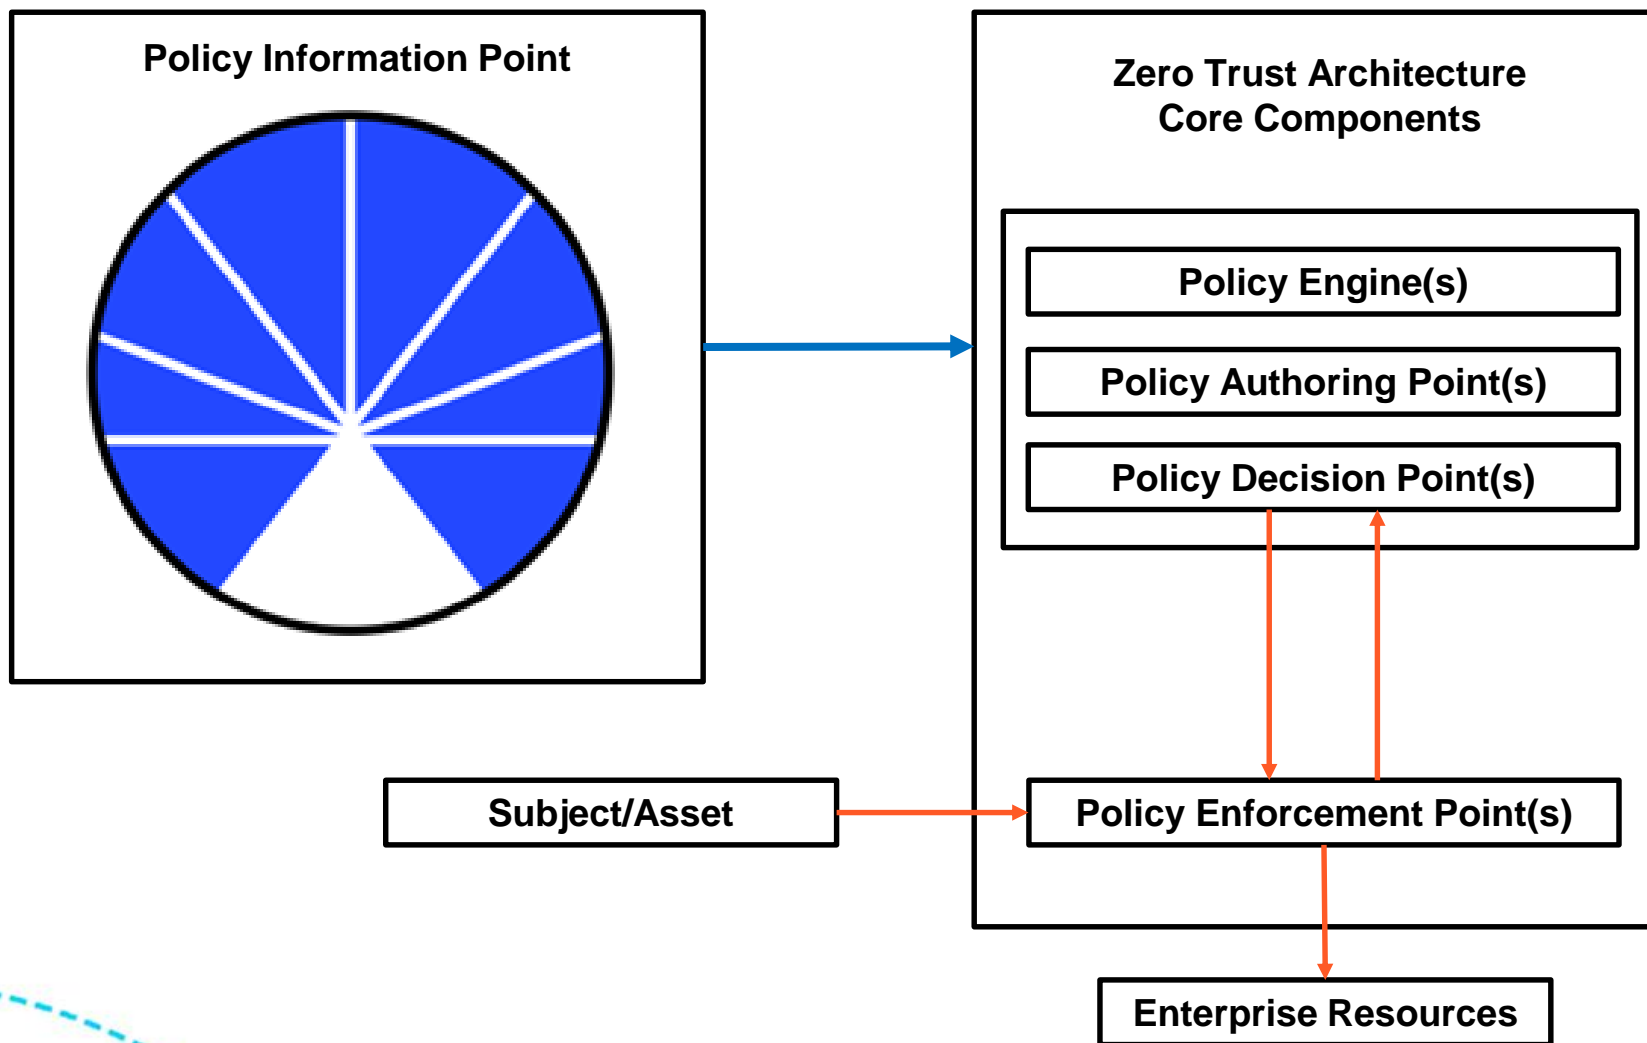 Policy Information Point
Zero Trust Architecture
Core Components
Policy Engine(s)
Policy Authoring Point(s)
Policy Decision Point(s)
Subject/Asset
Policy Enforcement Point(s)
Enterprise Resources